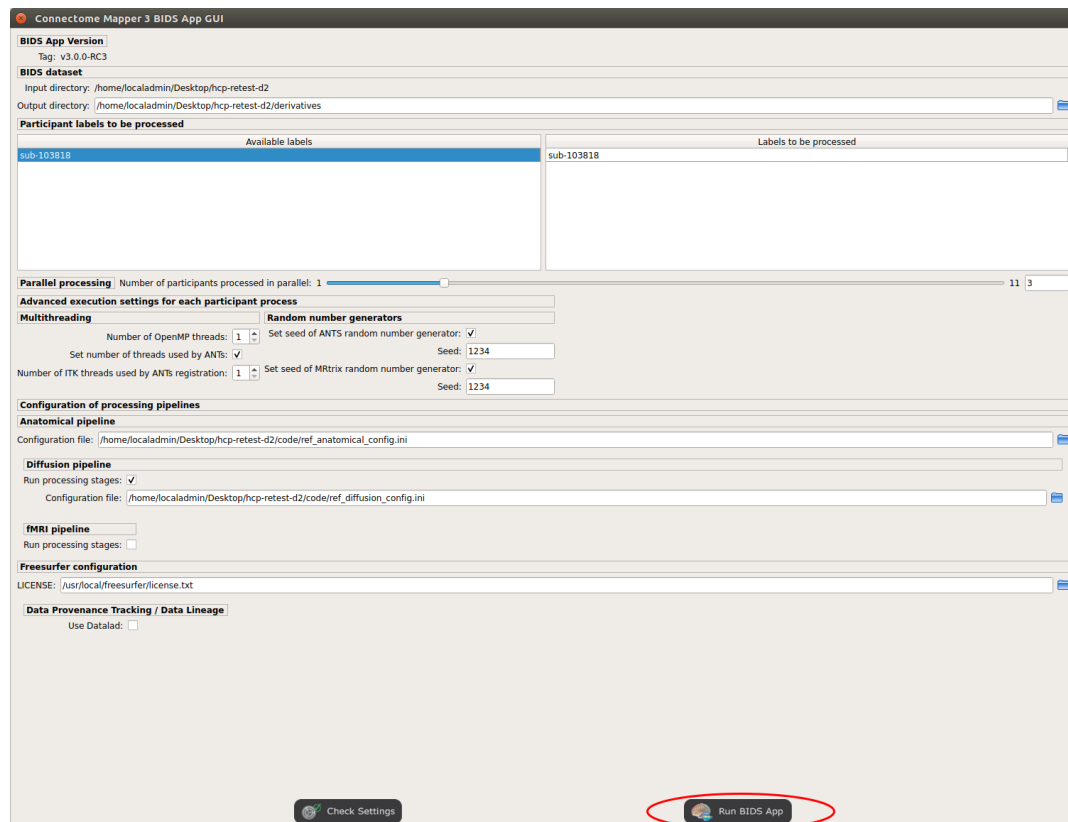 Connectome Mapper 3 BIDS App GUI
BIDS App Version
Tag: v3.0.0-RC3
BIDS dataset
Input directory: /home/localadmin/Desktop/hcp-retest-d2
Output directory: /home/localadmin/Desktop/hcp-retest-d2/derivatives
Participant labels to be processed
Available labels Labels to be processed
sub-103818 sub-103818
Parallel processing Number of participants processed in parallel: 1 11 3
Advanced execution settings for each participant process
Multithreading Random number generators
Number of OpenMP threads: 1 Set seed of ANTS random number generator:
Set number of threads used by ANTs: Seed: 1234
Number of ITK threads used by ANTs registration: 1 Set seed of MRtrix random number generator:
Seed: 1234
Configuration of processing pipelines
Anatomical pipeline
Configuration file: /home/localadmin/Desktop/hcp-retest-d2/code/ref_anatomical_config.ini
Diffusion pipeline
Run processing stages:
Configuration file: /home/localadmin/Desktop/hcp-retest-d2/code/ref_diffusion_config.ini
fMRI pipeline
Run processing stages:
Freesurfer configuration
LICENSE: /usr/local/freesurfer/license.txt
Data Provenance Tracking / Data Lineage
Use Datalad:
Check Settings Run BIDS App